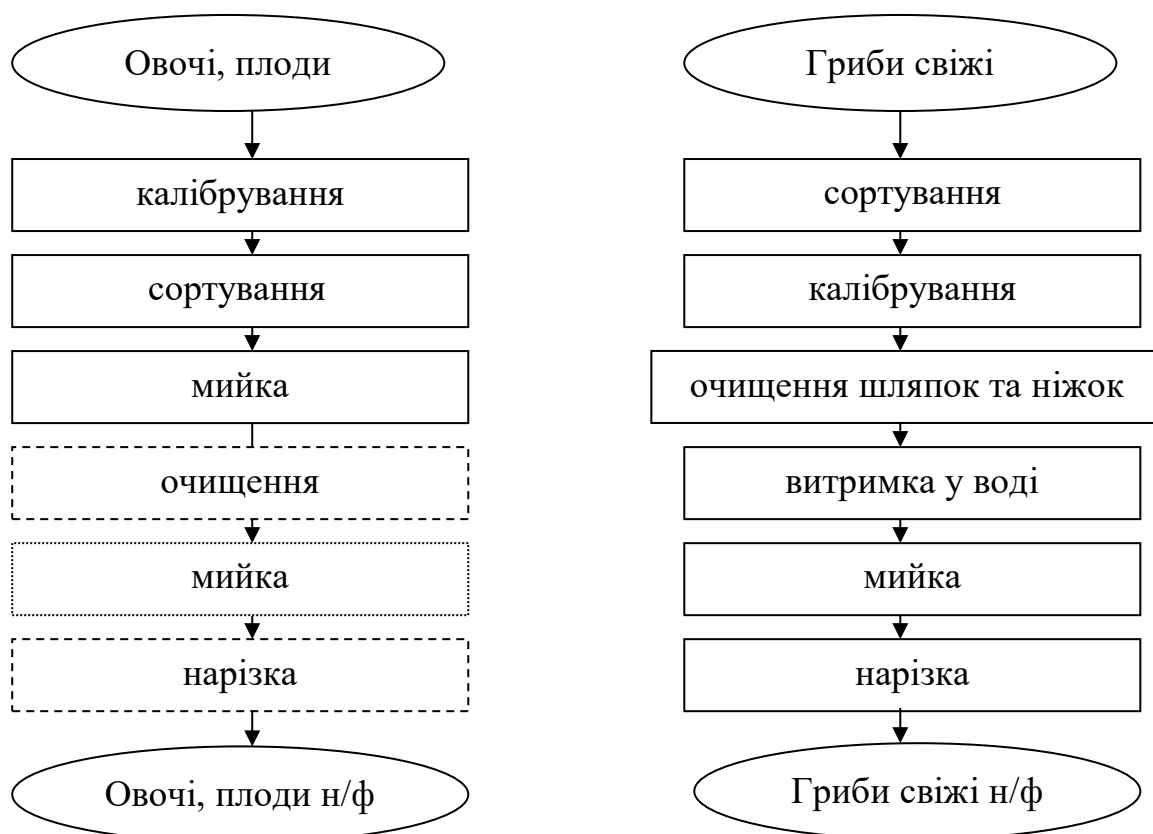 Овочі, плоди
калібрування
сортування
мийка
очищення
мийка
нарізка
Овочі, плоди н/ф
Гриби свіжі
сортування
калібрування
очищення шляпок та ніжок
витримка у воді
мийка
нарізка
Гриби свіжі н/ф